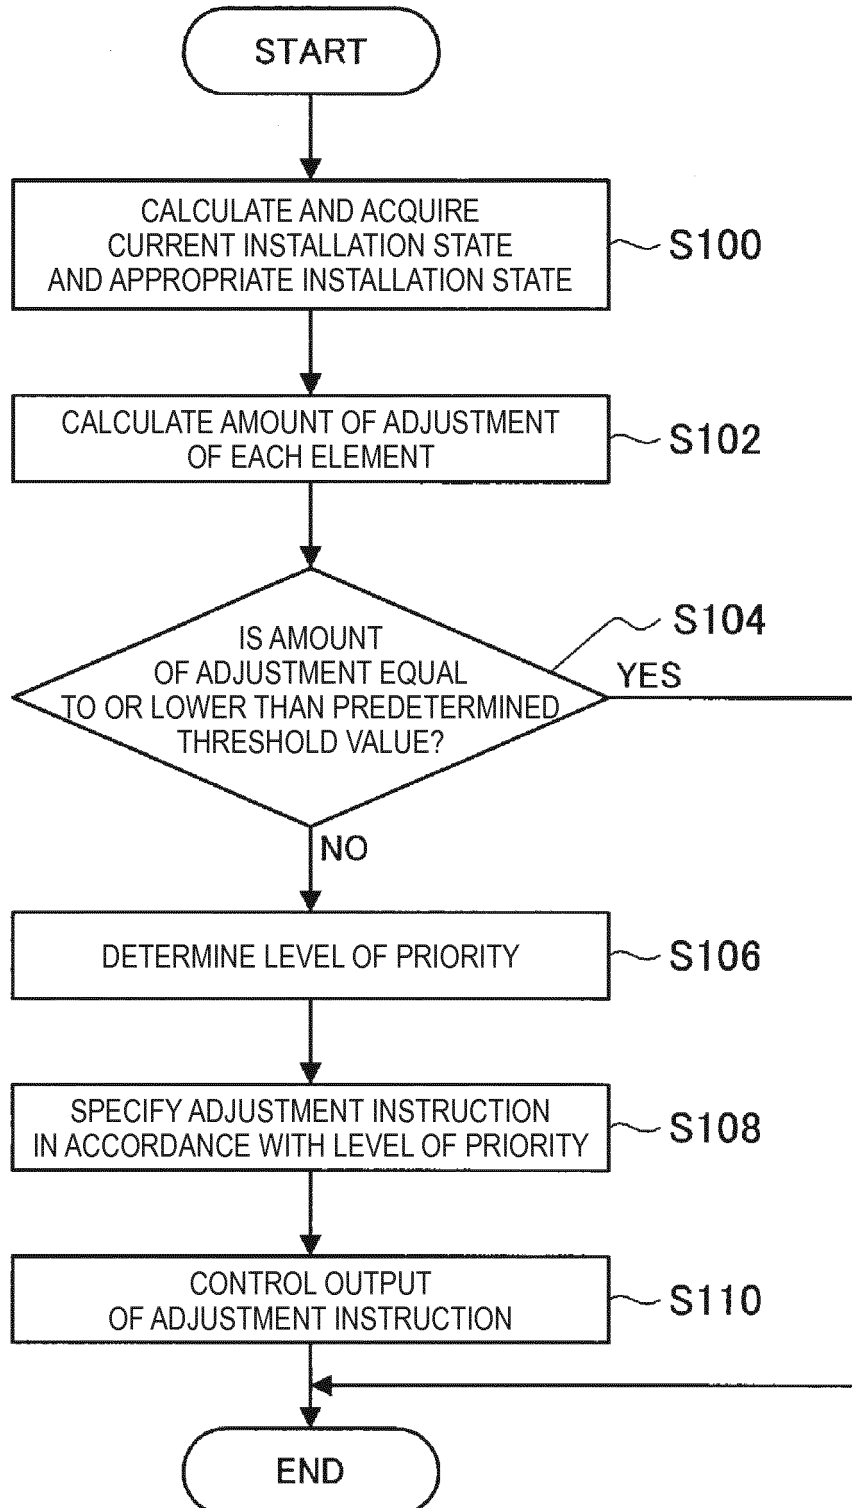 START
CALCULATE AND ACQUIRE
CURRENT INSTALLATION STATE
AND APPROPRIATE INSTALLATION STATE
S100
CALCULATE AMOUNT OF ADJUSTMENT
OF EACH ELEMENT
S102
S104
IS AMOUNT
OF ADJUSTMENT EQUAL
TO OR LOWER THAN PREDETERMINED
THRESHOLD VALUE?
YES
NO
DETERMINE LEVEL OF PRIORITY
S106
SPECIFY ADJUSTMENT INSTRUCTION
IN ACCORDANCE WITH LEVEL OF PRIORITY
S108
CONTROL OUTPUT
OF ADJUSTMENT INSTRUCTION
S110
END